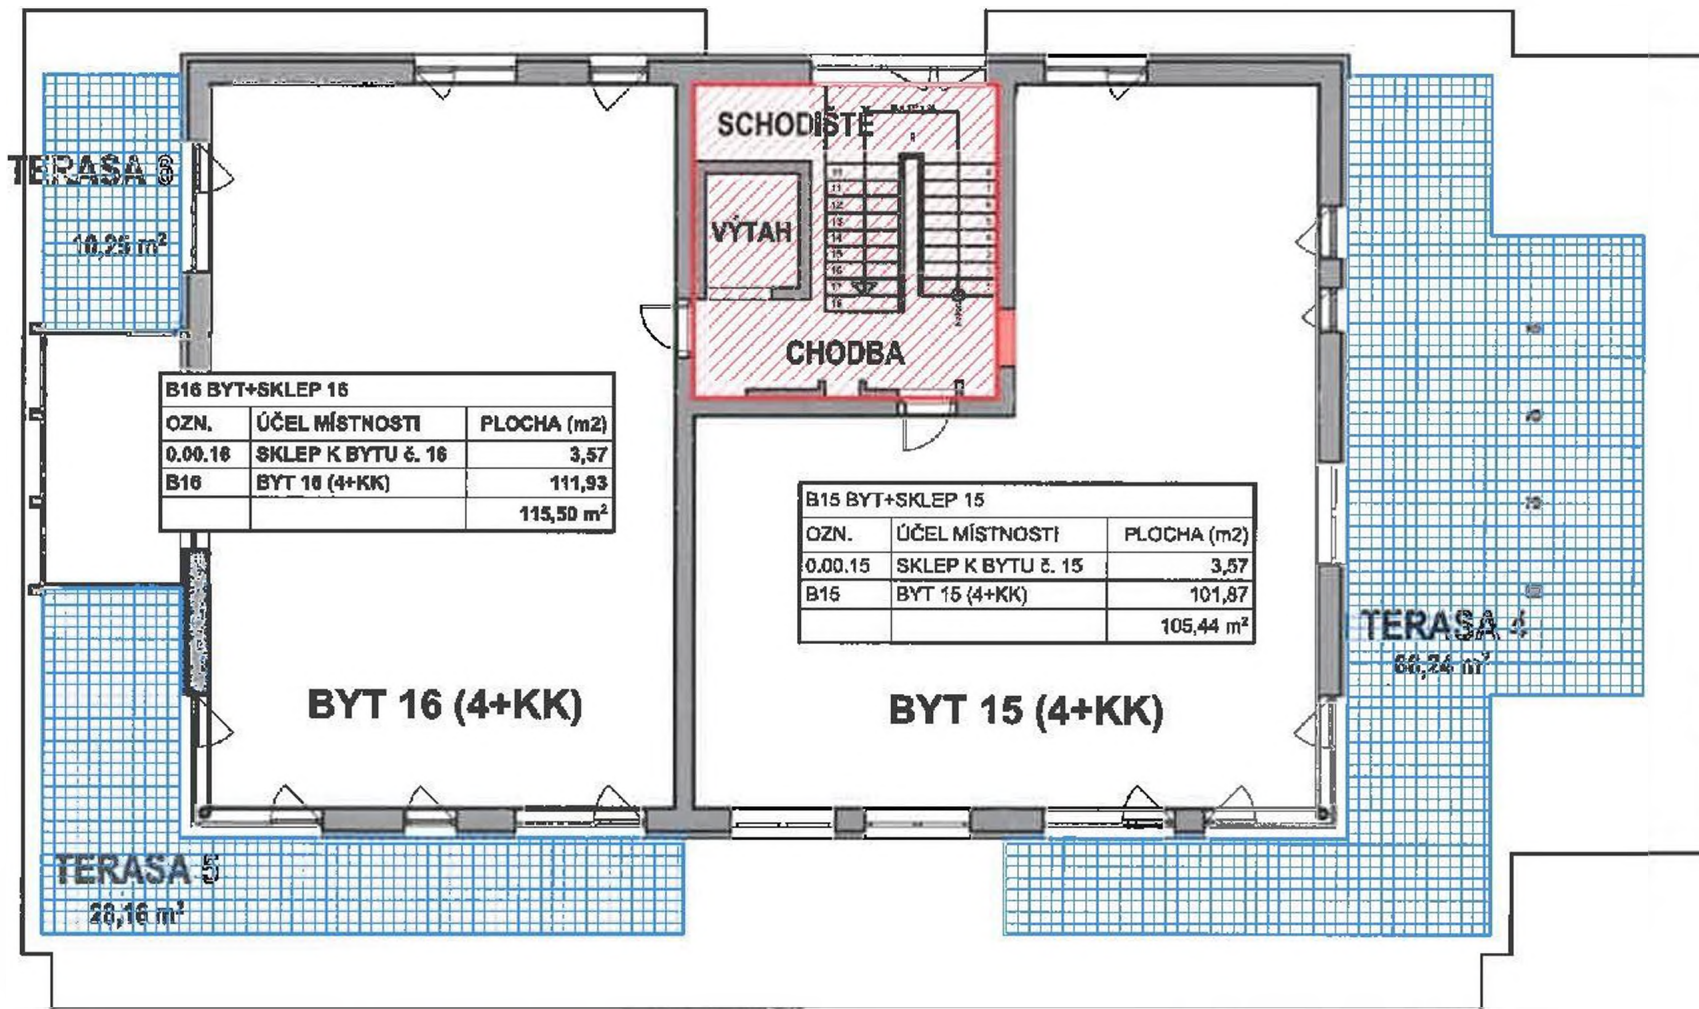 SCHODIŠTĚ
TERASA 6
10,25 m²
VÝTAH
CHODBA
B16 BYT+SKLEP 16
OZN. ÚČEL MÍSTNOSTI PLOCHA (m2)
0.00.16 SKLEP K BYTU č. 16 3,57
B16 BYT 16 (4+KK) 111,93
115,50 m²
B15 BYT+SKLEP 15
OZN. ÚČEL MÍSTNOSTI PLOCHA (m2)
0.00.15 SKLEP K BYTU č. 15 3,57
B15 BYT 15 (4+KK) 101,87
105,44 m²
TERASA 4
BYT 16 (4+KK)
BYT 15 (4+KK)
TERASA 5
28,16 m²